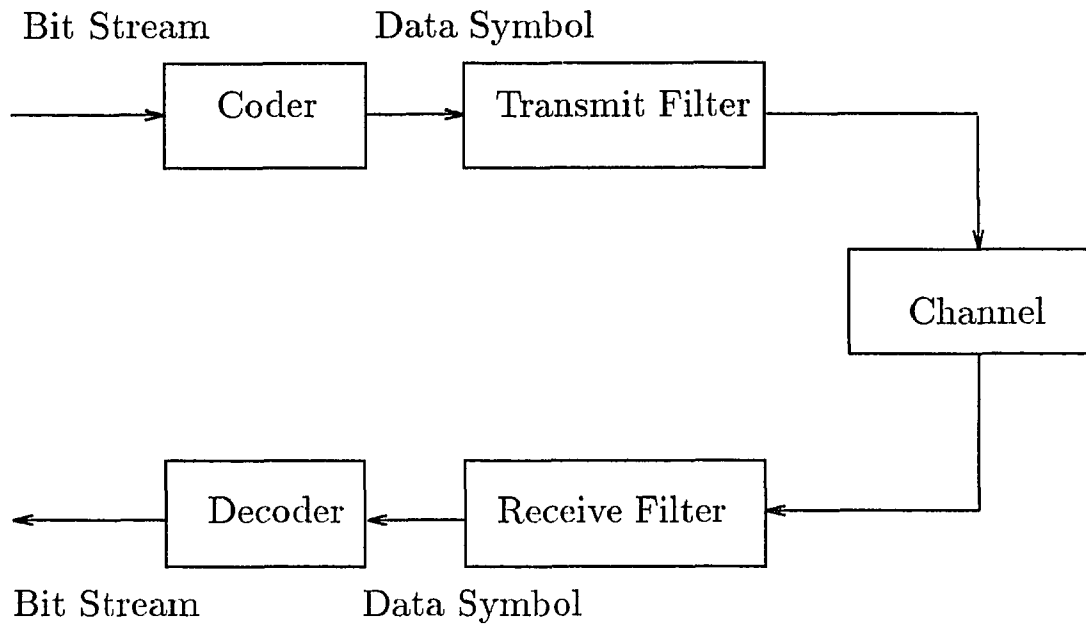 Bit Stream
Data Symbol
Coder
Transmit Filter
Channel
Decoder
Receive Filter
Bit Stream
Data Symbol